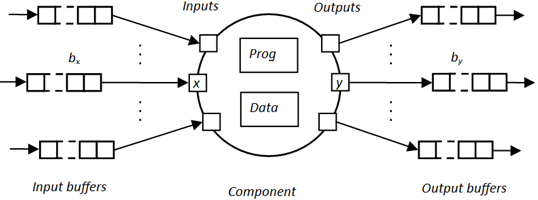 Inputs
Outputs
bx
Prog
by
x
y
Data
Input buffers
Component
Output buffers